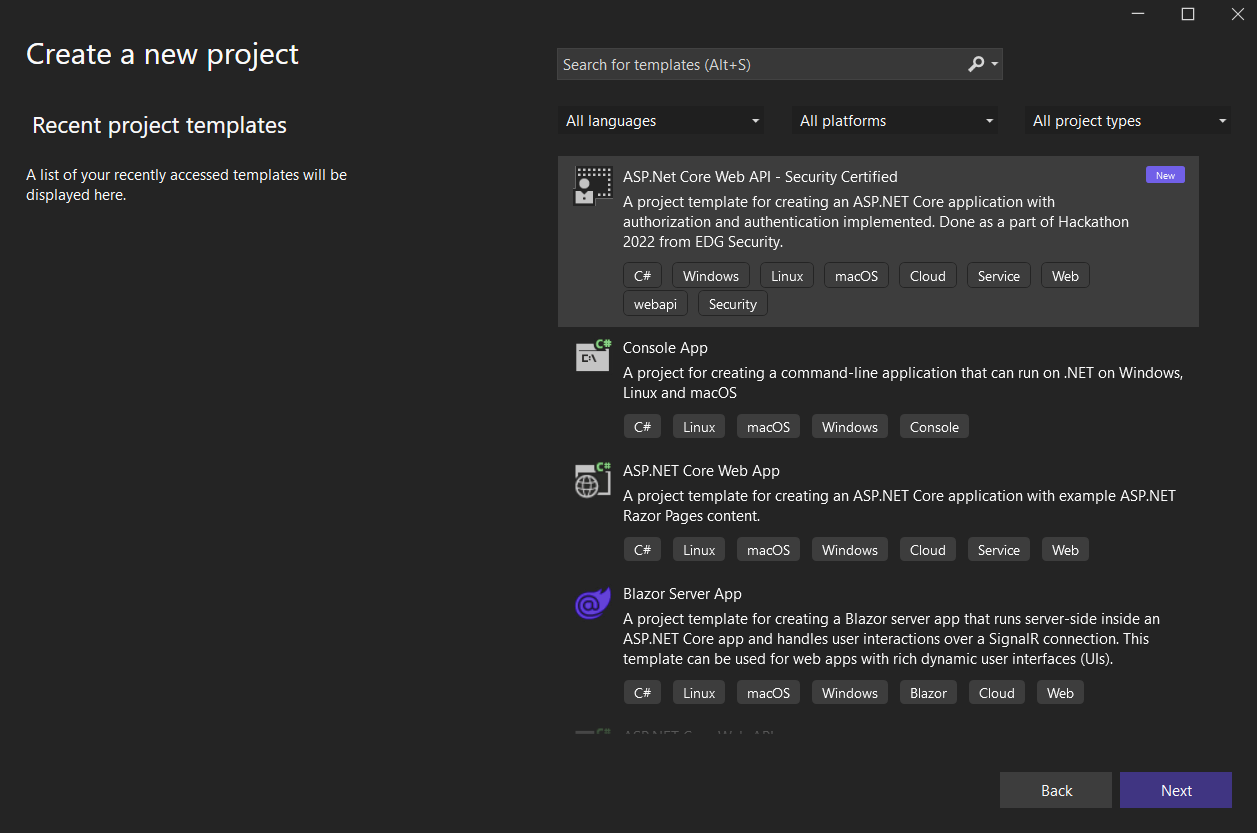 Create a new project
Search for templates (Alt+S)
Recent project templates
All languages
All platforms
All project types
A list of your recently accessed templates will be
displayed here.
ASP.Net Core Web API - Security Certified
New
A project template for creating an ASP.NET Core application with
authorization and authentication implemented. Done as a part of Hackathon
2022 from EDG Security.
C# Windows Linux macOS Cloud Service Web
webapi Security
C#
Console App
C:\
A project for creating a command-line application that can run on .NET on Windows,
Linux and macOS
C# Linux macOS Windows Console
C#
ASP.NET Core Web App
A project template for creating an ASP.NET Core application with example ASP.NET
Razor Pages content.
C# Linux macOS Windows Cloud Service Web
Blazor Server App
A project template for creating a Blazor server app that runs server-side inside an
ASP.NET Core app and handles user interactions over a SignalR connection. This
template can be used for web apps with rich dynamic user interfaces (UIs).
C# Linux macOS Windows Blazor Cloud Web
C#
ASP.NET Core Web API
Back
Next